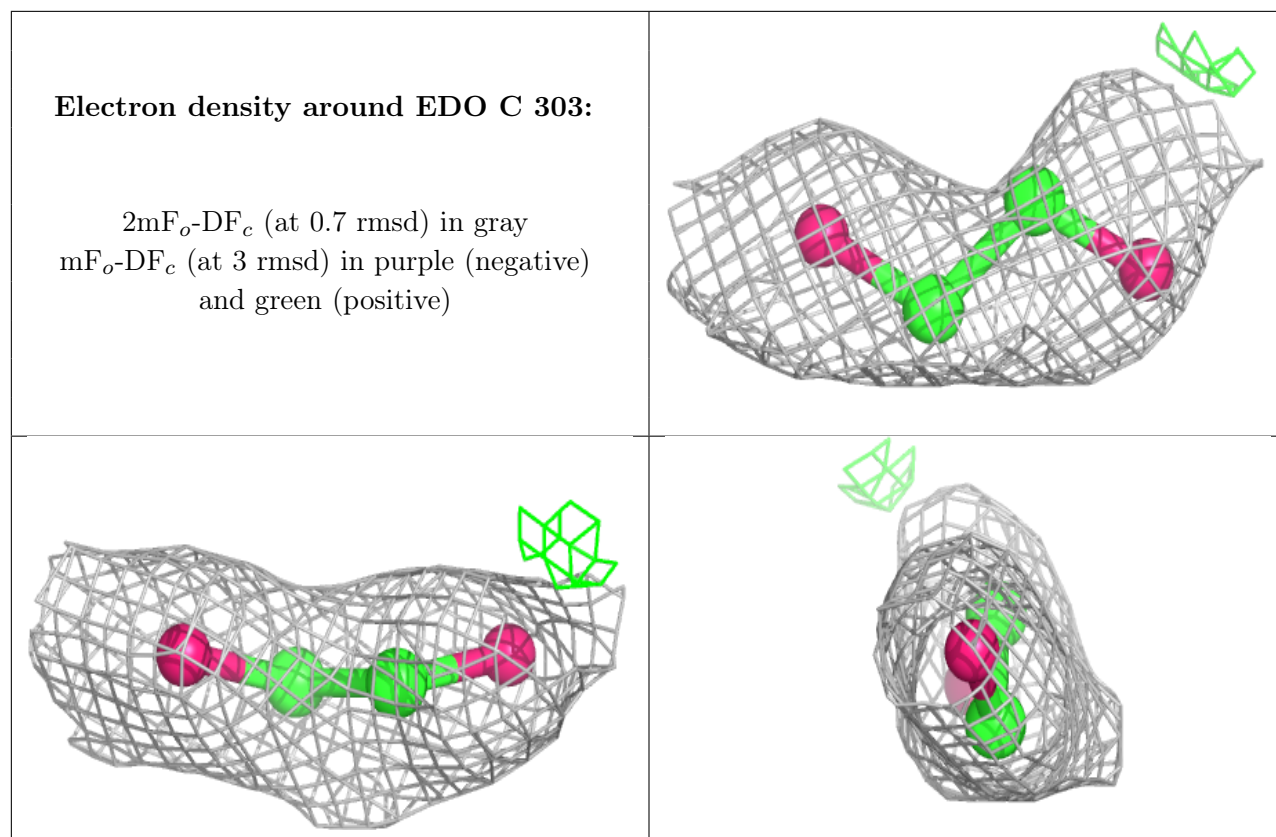 Electron density around EDO C 303:
2mFₒ-DF𝒸 (at 0.7 rmsd) in gray
mFₒ-DF𝒸 (at 3 rmsd) in purple (negative)
and green (positive)